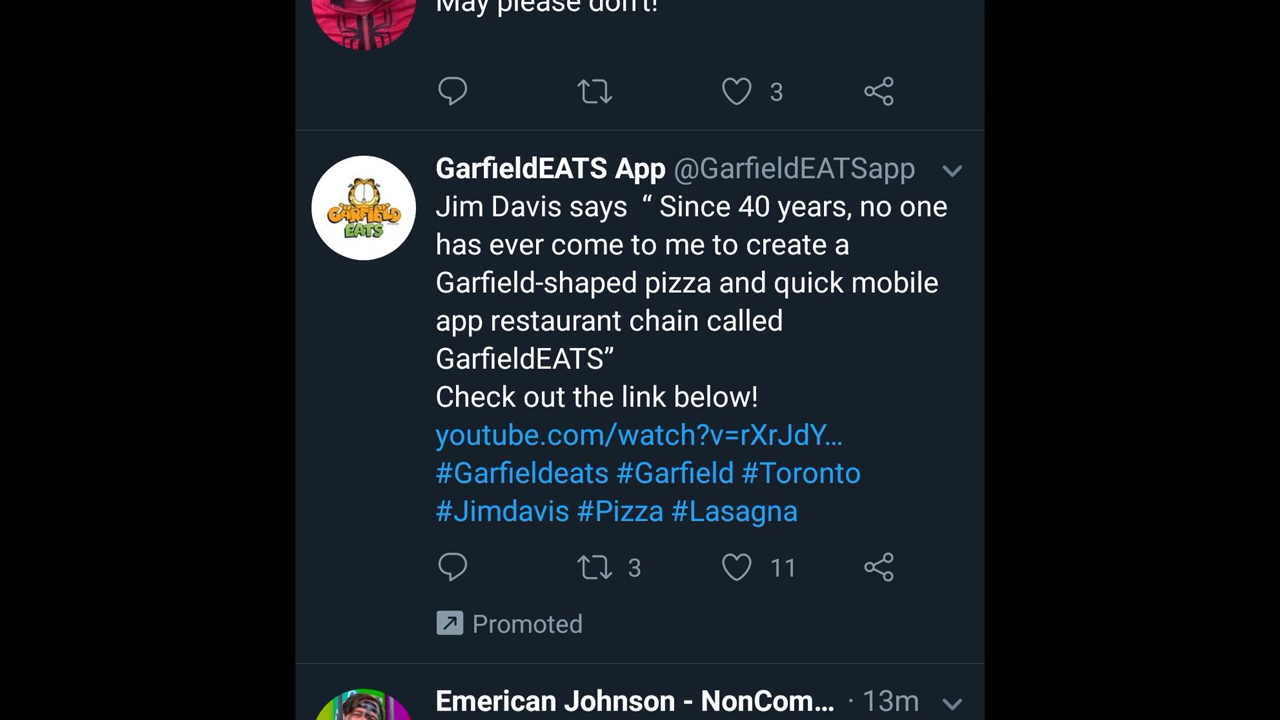 May please don't!
3
GarfieldEATS App @GarfieldEATSapp
Jim Davis says “ Since 40 years, no one
has ever come to me to create a
Garfield-shaped pizza and quick mobile
app restaurant chain called
GarfieldEATS”
Check out the link below!
youtube.com/watch?v=rXrJdY...
#Garfieldeats #Garfield #Toronto
#Jimdavis #Pizza #Lasagna
GARFIELD
EATS
3 11
Promoted
Emerican Johnson - NonCom... · 13m